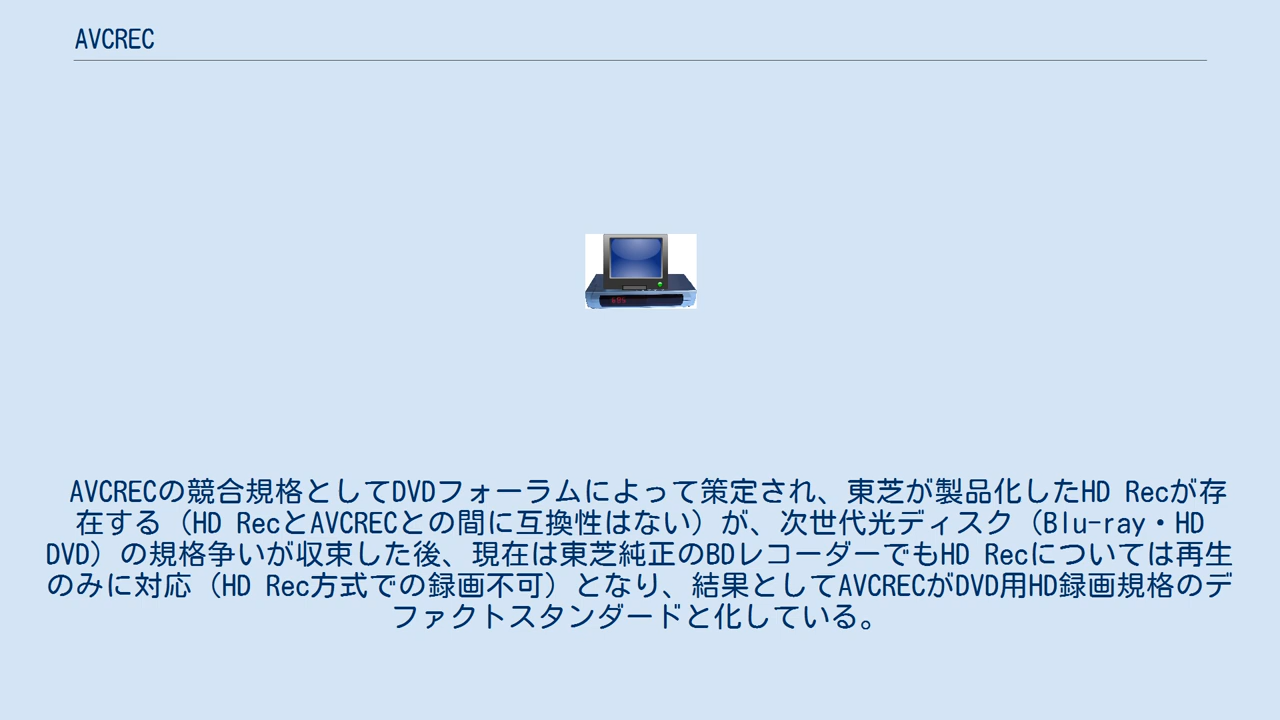 AVCREC
AVCRECの競合規格としてDVDフォーラムによって策定され、東芝が製品化したHD Recが存
在する（HD RecとAVCRECとの間に互換性はない）が、次世代光ディスク（Blu-ray・HD
DVD）の規格争いが収束した後、現在は東芝純正のBDレコーダーでもHD Recについては再生
のみに対応（HD Rec方式での録画不可）となり、結果としてAVCRECがDVD用HD録画規格のデ
ファクトスタンダードと化している。